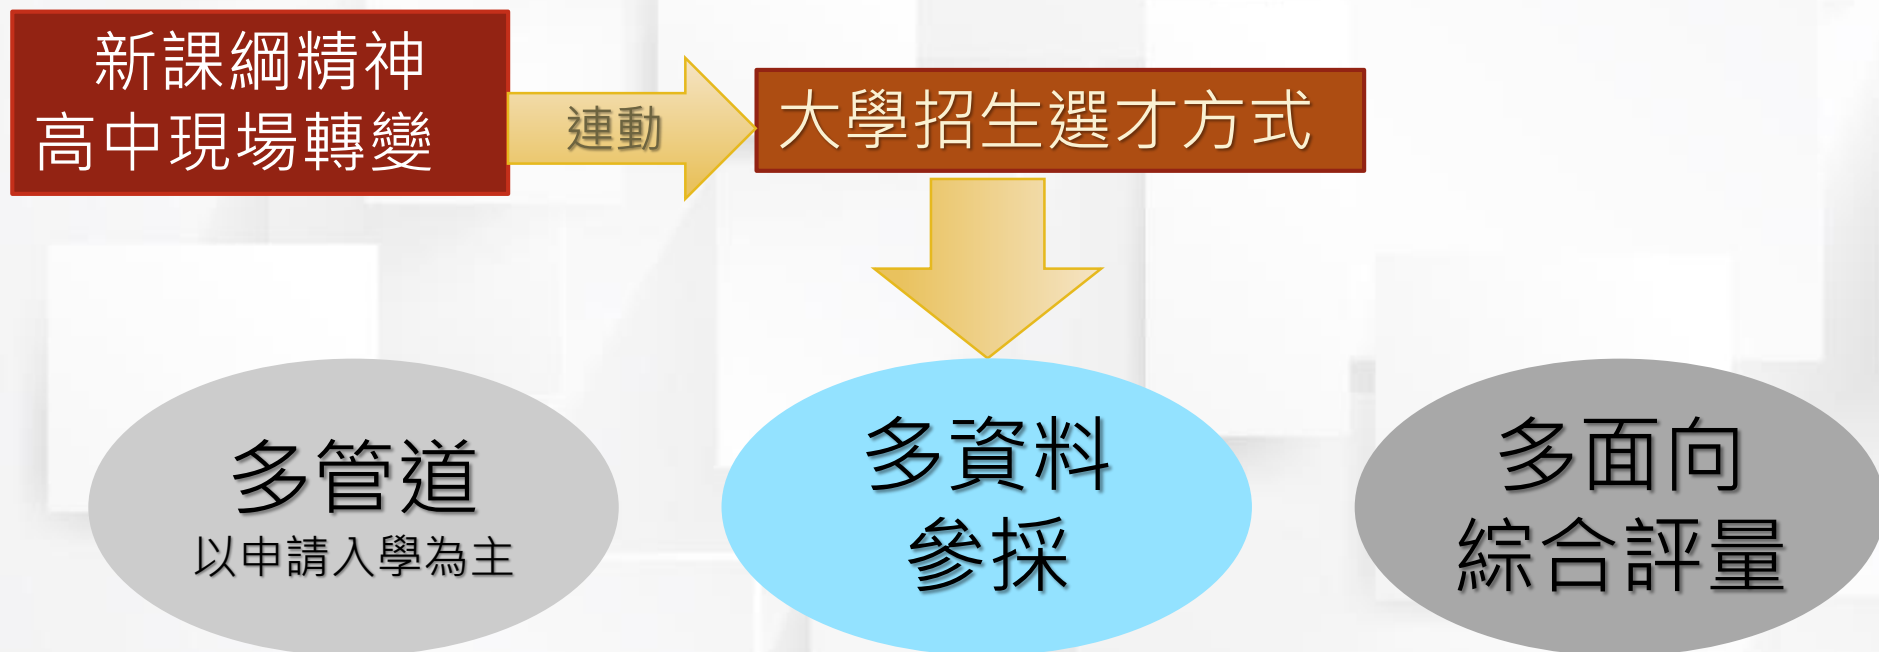 新課綱精神
高中現場轉變
連動
大學招生選才方式
多管道
以申請入學為主
多資料
參採
多面向
綜合評量